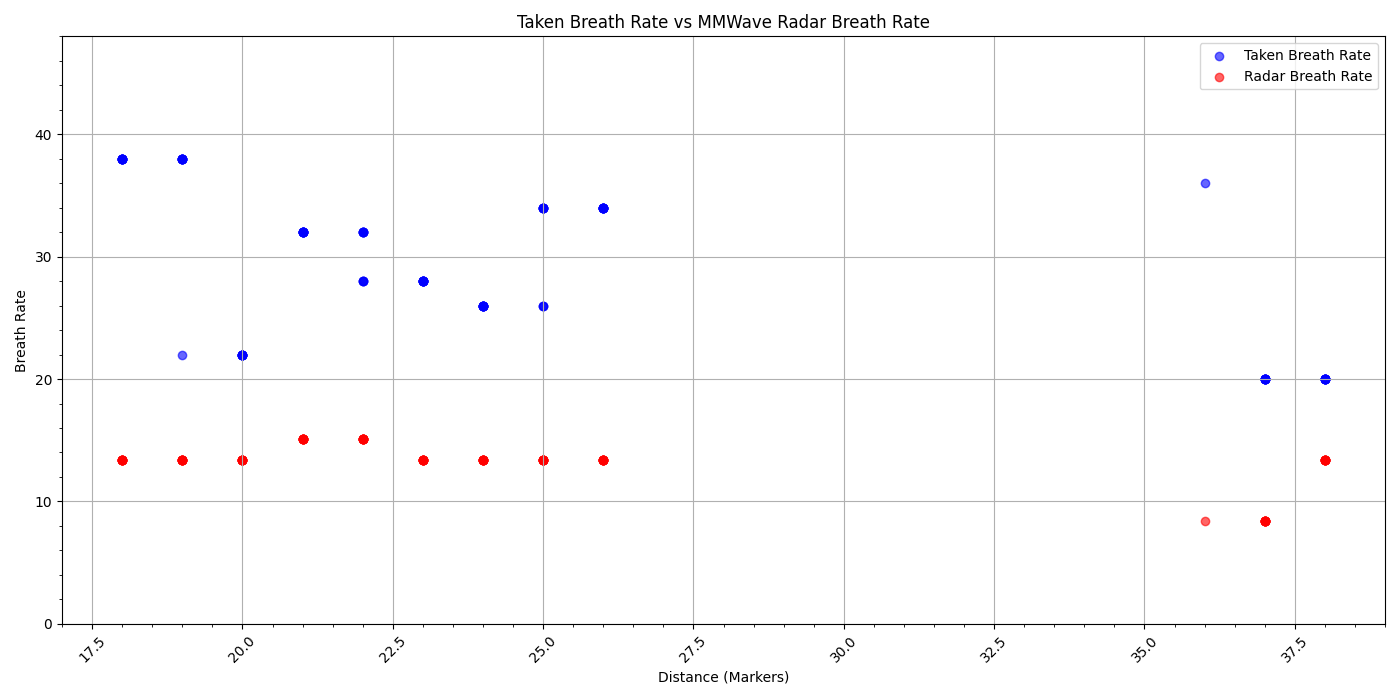 Taken Breath Rate vs MMWave Radar Breath Rate
Taken Breath Rate
Radar Breath Rate
Breath Rate
40
30
20
10
0
17.5
20.0
22.5
25.0
27.5
30.0
32.5
35.0
37.5
Distance (Markers)